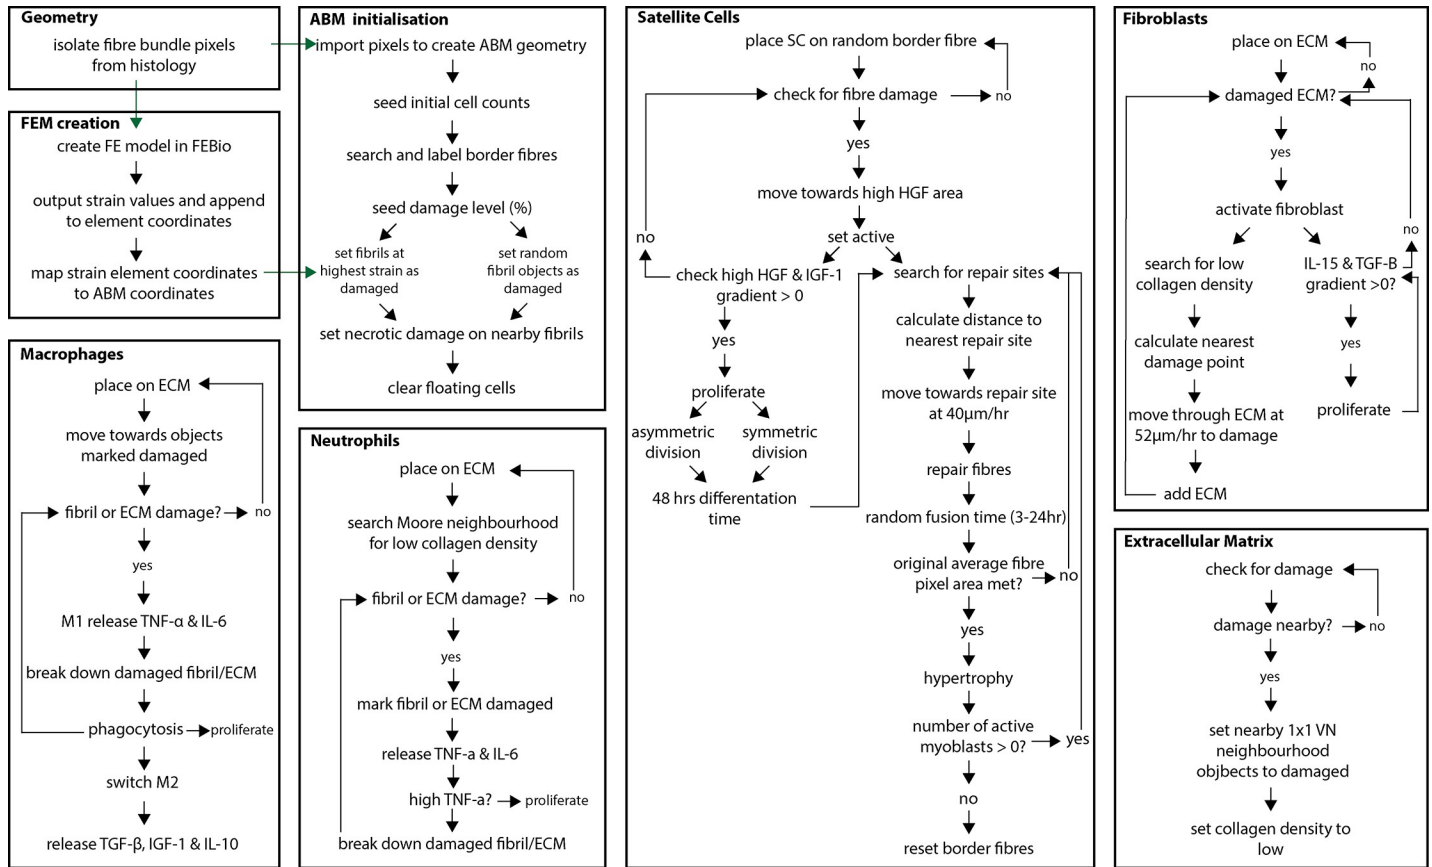 Geometry
isolate fibre bundle pixels
from histology
FEM creation
create FE model in FEBio
output strain values and append
to element coordinates
map strain element coordinates
to ABM coordinates
Macrophages
place on ECM
move towards objects
marked damaged
fibril or ECM damage?
no
yes
M1 release TNF-α & IL-6
break down damaged fibril/ECM
phagocytosis
proliferate
switch M2
release TGF-β, IGF-1 & IL-10
ABM initialisation
import pixels to create ABM geometry
seed initial cell counts
search and label border fibres
seed damage level (%)
set fibrils at
highest strain as
damaged
set random
fibril objects as
damaged
set necrotic damage on nearby fibrils
clear floating cells
Neutrophils
place on ECM
search Moore neighbourhood
for low collagen density
fibril or ECM damage?
no
yes
mark fibril or ECM damaged
release TNF-a & IL-6
high TNF-a?
proliferate
break down damaged fibril/ECM
Satellite Cells
place SC on random border fibre
check for fibre damage
no
yes
move towards high HGF area
set active
no
check high HGF & IGF-1
gradient > 0
yes
proliferate
asymmetric
division
symmetric
division
48 hrs differentation
time
search for repair sites
calculate distance to
nearest repair site
move towards repair site
at 40μm/hr
repair fibres
random fusion time (3-24hr)
original average fibre
pixel area met?
no
yes
hypertrophy
number of active
myoblasts > 0?
yes
no
reset border fibres
Fibroblasts
place on ECM
no
damaged ECM?
yes
activate fibroblast
no
search for low
collagen density
calculate nearest
damage point
move through ECM at
52μm/hr to damage
add ECM
IL-15 & TGF-B
gradient >0?
yes
proliferate
Extracellular Matrix
check for damage
damage nearby?
no
yes
set nearby 1x1 VN
neighbourhood
objbects to damaged
set collagen density to
low